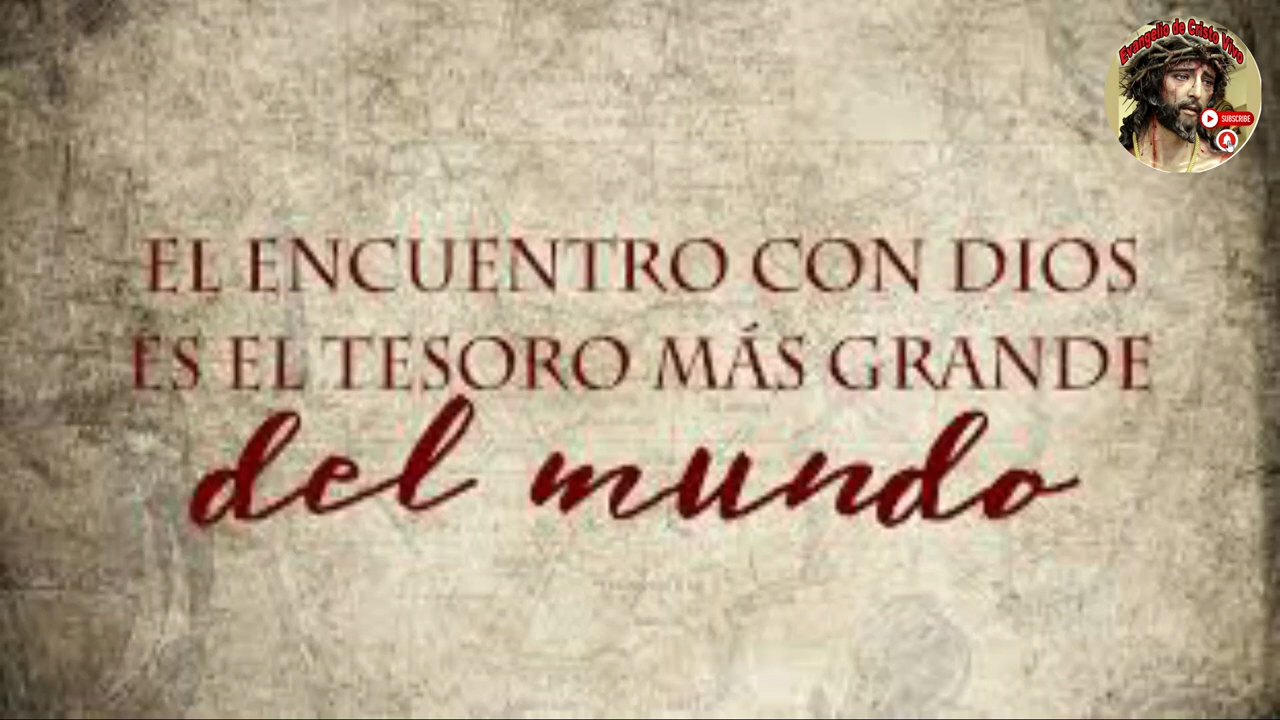 Evangelio de Cristo Vivo
SUBSCRIBE
EL ENCUENTRO CON DIOS
ES EL TESORO MÁS GRANDE
del mundo